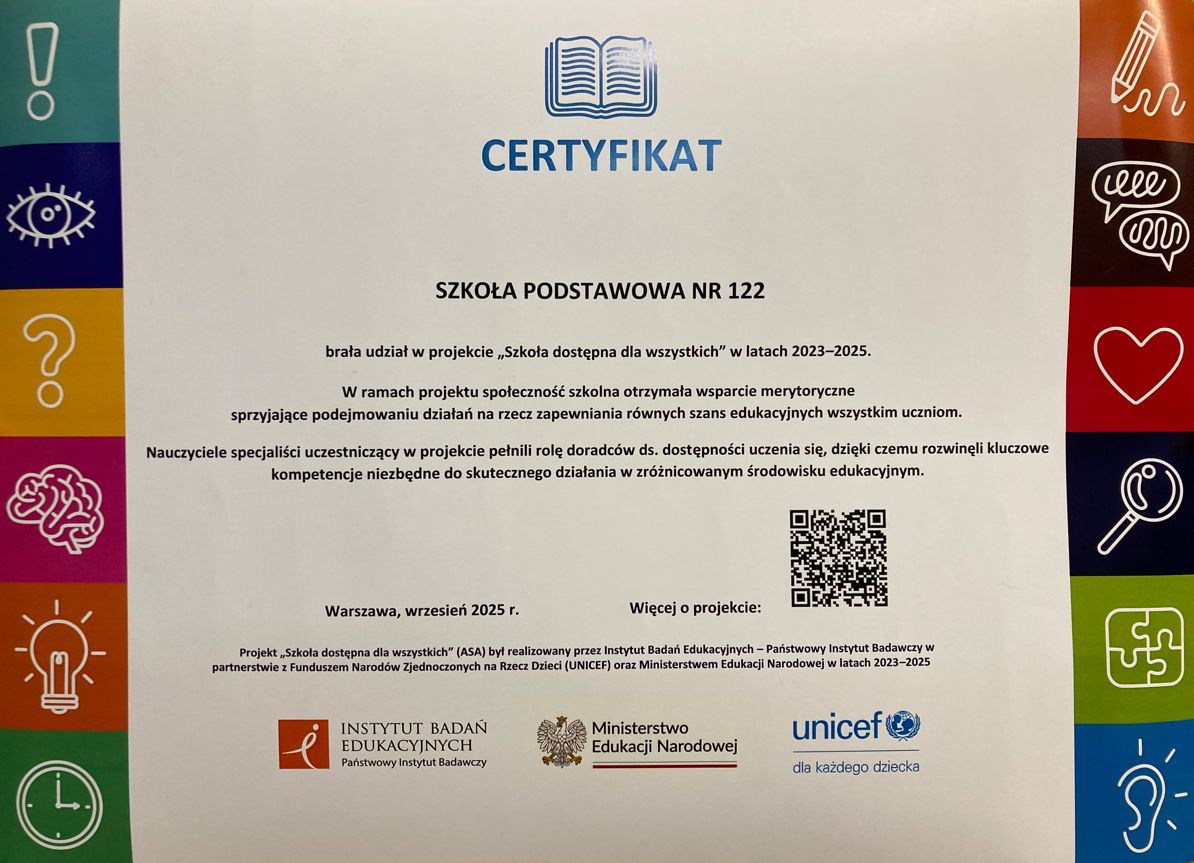 CERTYFIKAT
SZKOŁA PODSTAWOWA NR 122
brała udział w projekcie „Szkoła dostępna dla wszystkich” w latach 2023–2025.
W ramach projektu społeczność szkolna otrzymała wsparcie merytoryczne
sprzyjające podejmowaniu działań na rzecz zapewniania równych szans edukacyjnych wszystkim uczniom.
Nauczyciele specjaliści uczestniczący w projekcie pełnili rolę doradców ds. dostępności uczenia się, dzięki czemu rozwinęli kluczowe
kompetencje niezbędne do skutecznego działania w zróżnicowanym środowisku edukacyjnym.
Warszawa, wrzesień 2025 r.
Więcej o projekcie:
Projekt „Szkoła dostępna dla wszystkich” (ASA) był realizowany przez Instytut Badań Edukacyjnych – Państwowy Instytut Badawczy w
partnerstwie z Funduszem Narodów Zjednoczonych na Rzecz Dzieci (UNICEF) oraz Ministerstwem Edukacji Narodowej w latach 2023–2025
INSTYTUT BADAŃ
EDUKACYJNYCH
Państwowy Instytut Badawczy
Ministerstwo
Edukacji Narodowej
unicef
dla każdego dziecka